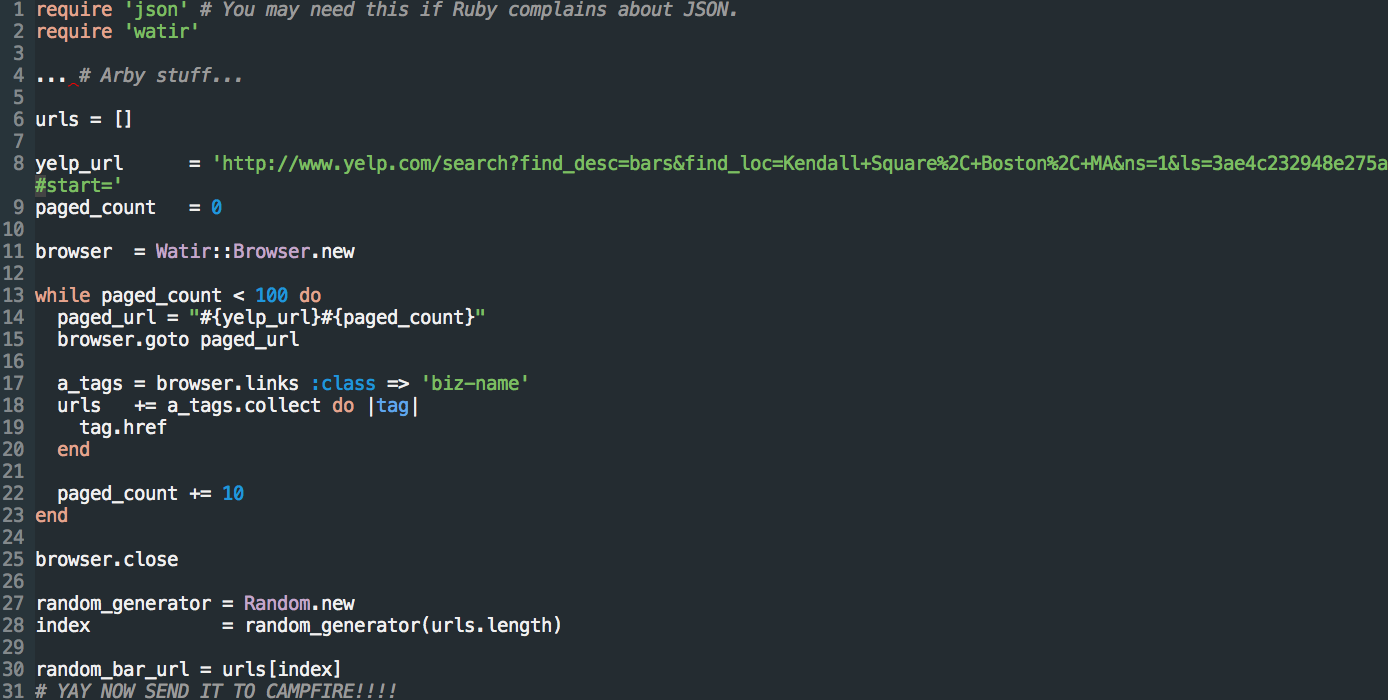 1 require 'json' # You may need this if Ruby complains about JSON.
2 require 'watir'
3
4 ... # Arby stuff...
5
6 urls = []
7
8 yelp_url      = 'http://www.yelp.com/search?find_desc=bars&find_loc=Kendall+Square%2C+Boston%2C+MA&ns=1&ls=3ae4c232948e275a
#start='
9 paged_count   = 0
10
11 browser  = Watir::Browser.new
12
13 while paged_count < 100 do
14   paged_url = "#{yelp_url}#{paged_count}"
15   browser.goto paged_url
16
17   a_tags = browser.links :class => 'biz-name'
18   urls   += a_tags.collect do |tag|
19     tag.href
20   end
21
22   paged_count += 10
23 end
24
25 browser.close
26
27 random_generator = Random.new
28 index            = random_generator(urls.length)
29
30 random_bar_url = urls[index]
31 # YAY NOW SEND IT TO CAMPFIRE!!!!